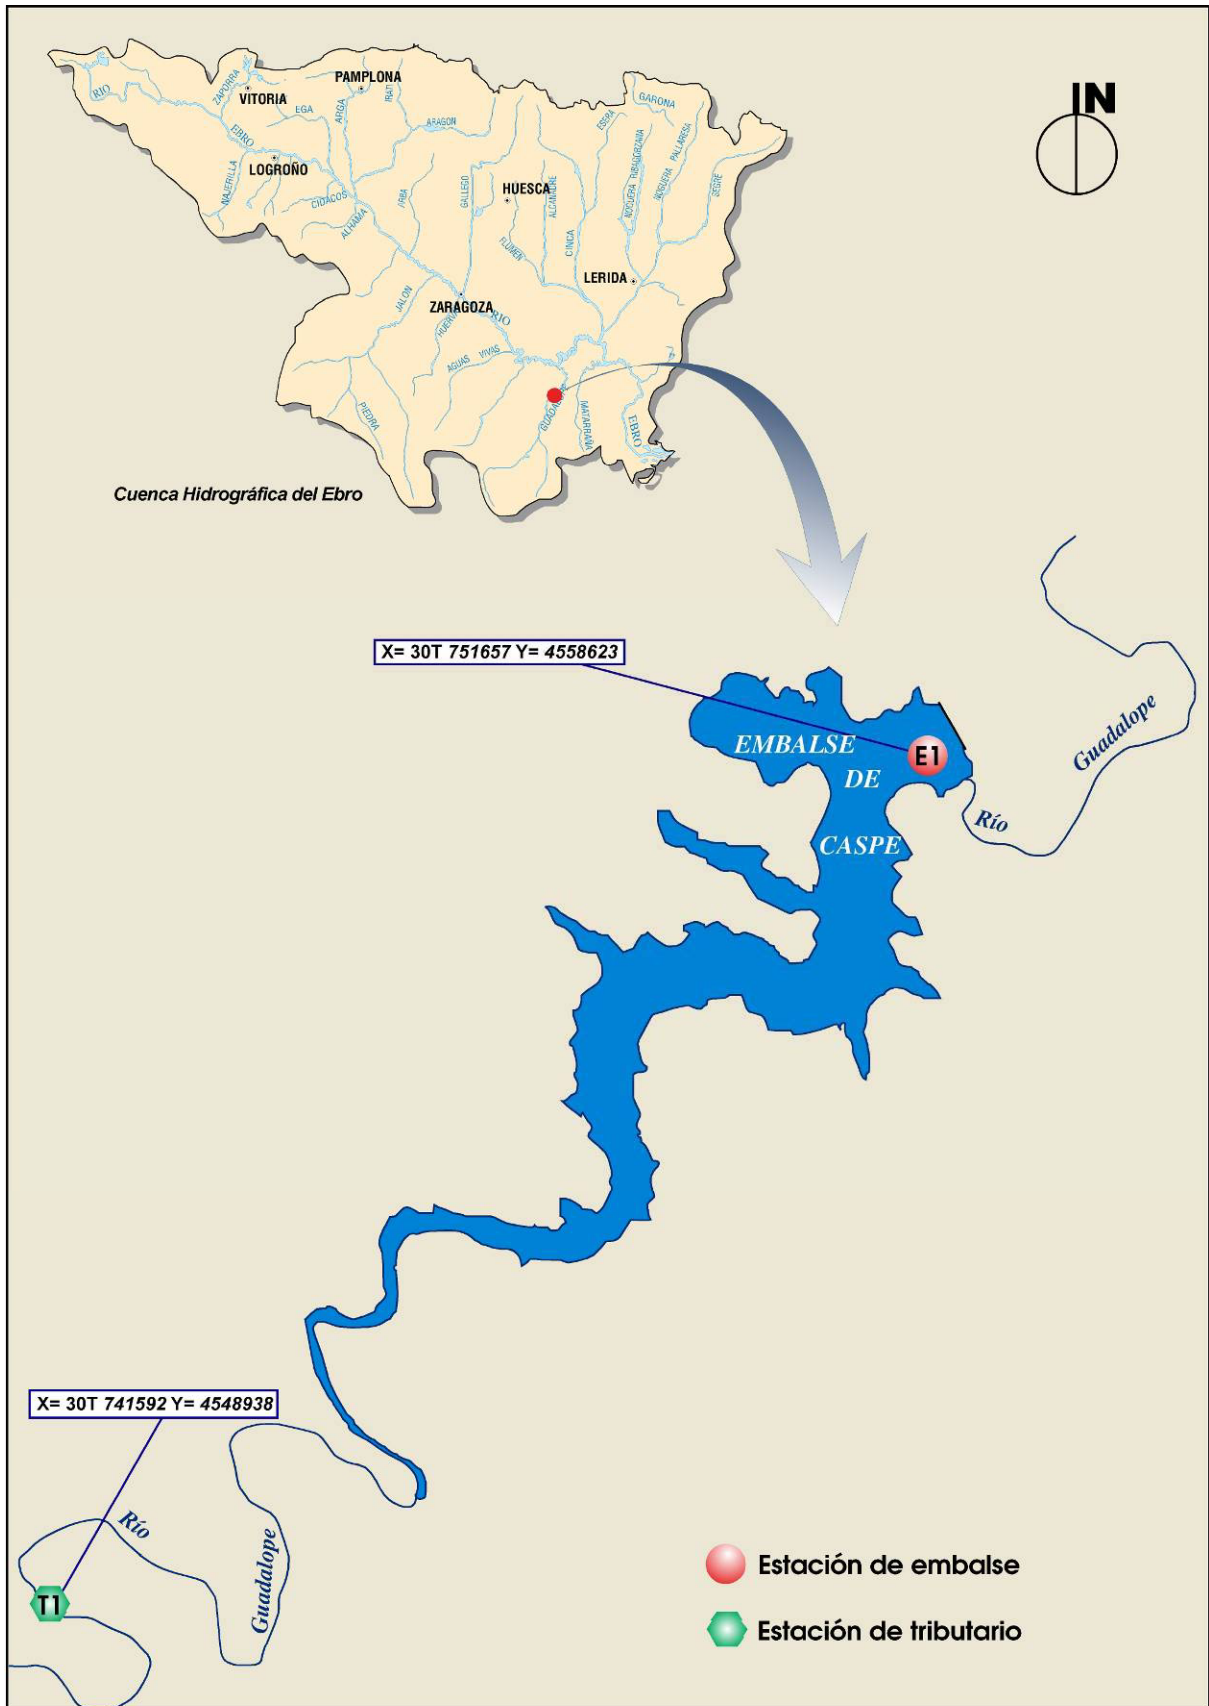 IN
PAMPLONA
VITORIA
LOGROÑO
HUESCA
LERIDA
ZARAGOZA
RIO
ZAPORRA
EGA
ARGA
IRATI
ARAGON
EBRO
NAJERILLA
CIDACOS
ALHAMA
ARBA
GALLEGO
ALCANADRE
FLUMEN
CINCA
ESERA
GARONA
NOGUERA RIBAGORZANA
NOGUERA PALLARESA
SEGRE
JALON
HUERVA
RIO
AGUAS VIVAS
PIEDRA
MATARRAÑA
EBRO
Cuenca Hidrográfica del Ebro
X= 30T 751657 Y= 4558623
EMBALSE
DE
CASPE
E1
Río
Guadalope
X= 30T 741592 Y= 4548938
Río
Guadalope
T1
Estación de embalse
Estación de tributario